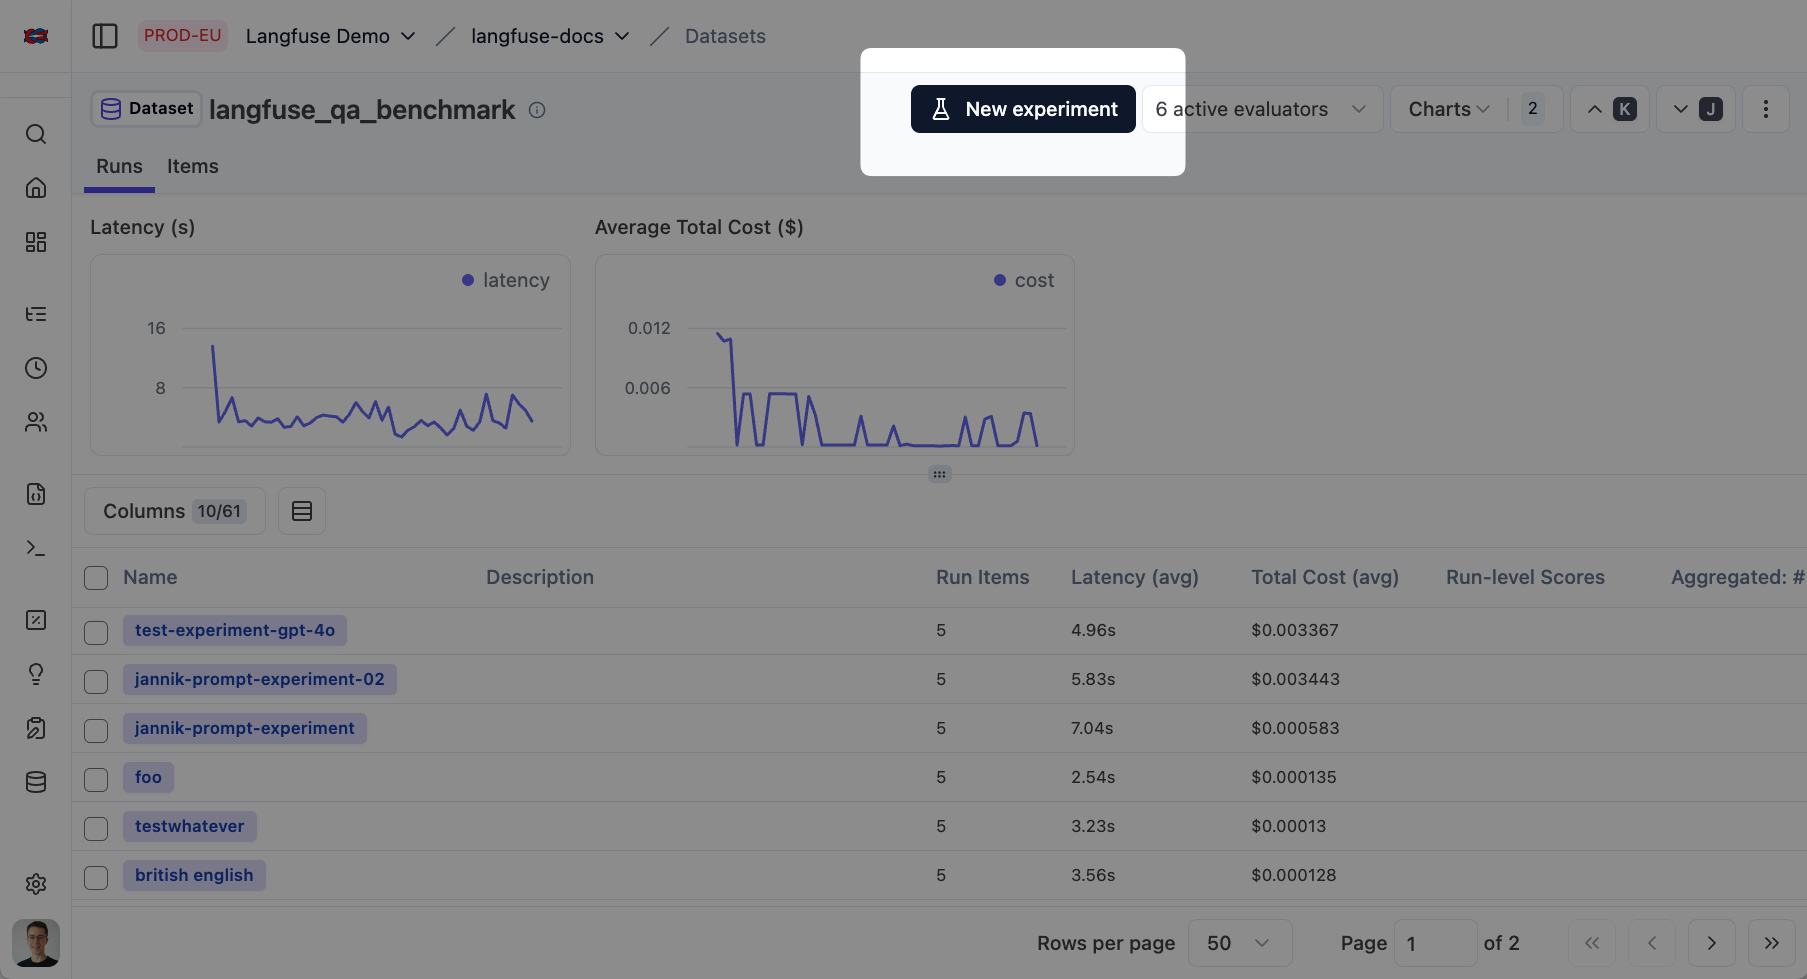 PROD-EU Langfuse Demo langfuse-docs Datasets
Dataset langfuse_qa_benchmark New experiment 6 active evaluators Charts 2 K J
Runs Items
Latency (s) Average Total Cost ($)
latency cost
16 0.012
8 0.006
Columns 10/61
Name Description Run Items Latency (avg) Total Cost (avg) Run-level Scores Aggregated: #
test-experiment-gpt-4o 5 4.96s $0.003367
jannik-prompt-experiment-02 5 5.83s $0.003443
jannik-prompt-experiment 5 7.04s $0.000583
foo 5 2.54s $0.000135
testwhatever 5 3.23s $0.00013
british english 5 3.56s $0.000128
Rows per page 50 Page 1 of 2